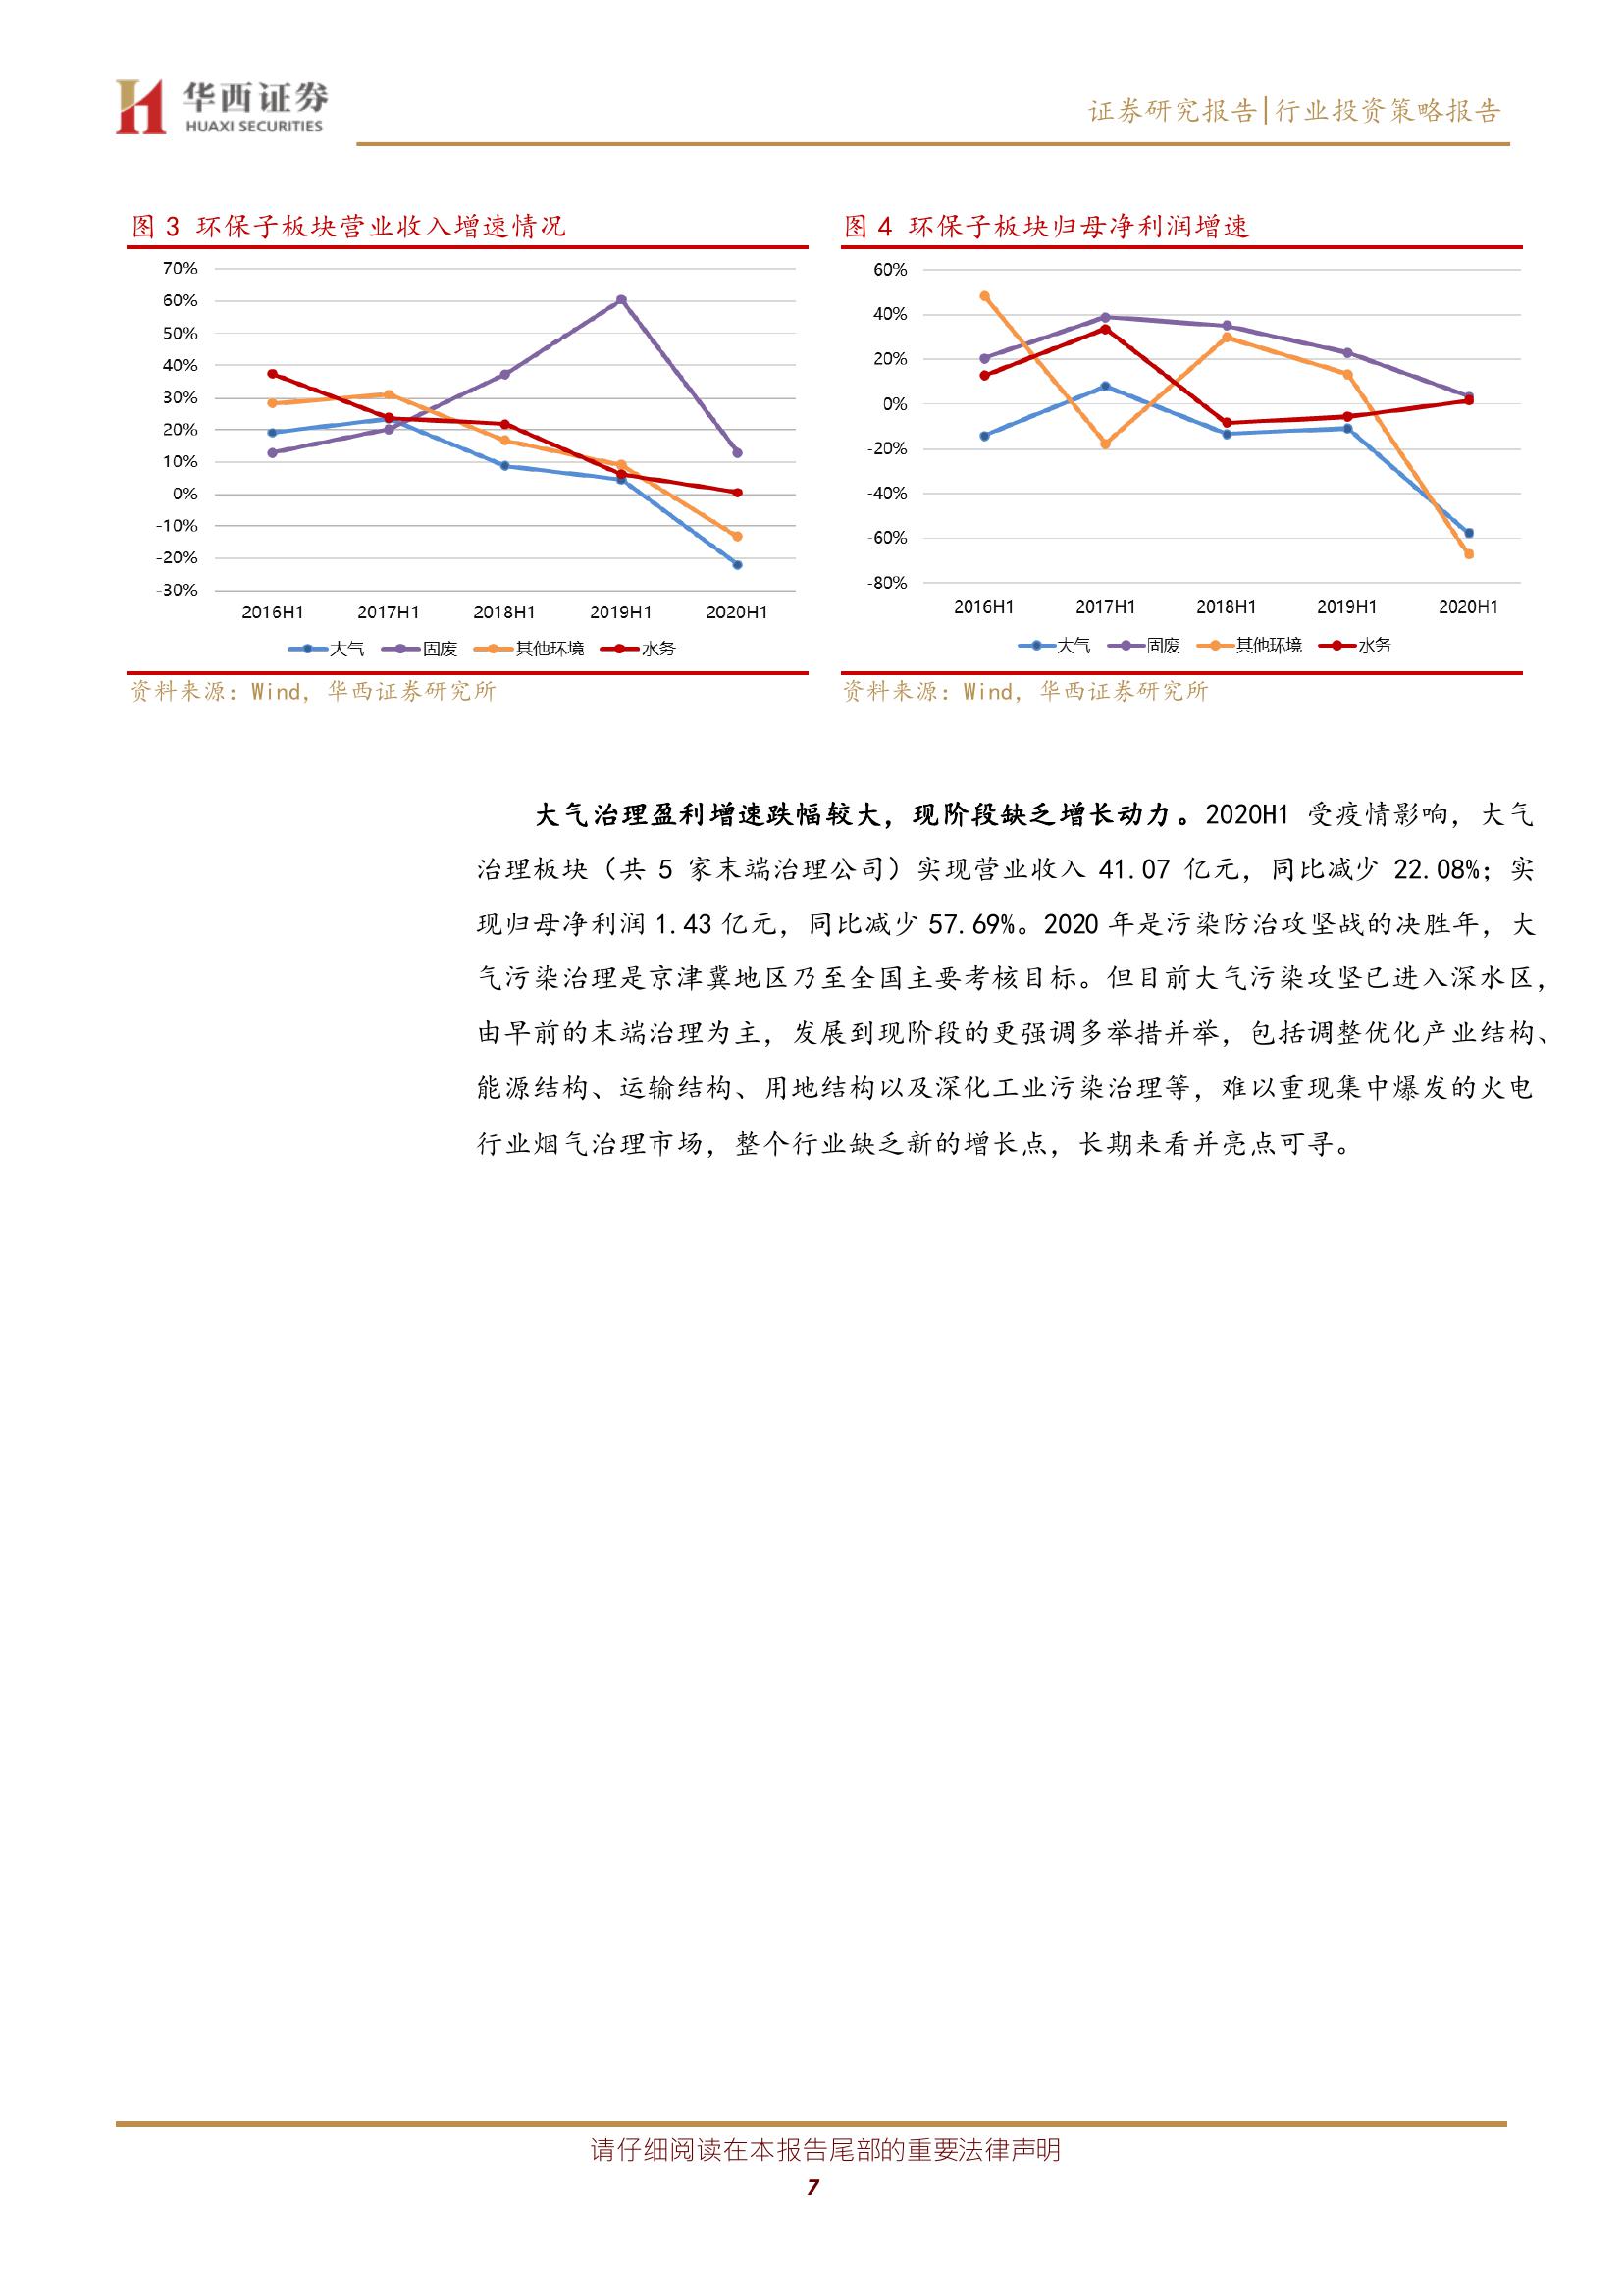 华西证券
HUAXI SECURITIES
证券研究报告|行业投资策略报告
图 3 环保子板块营业收入增速情况
70%
60%
50%
40%
30%
20%
10%
0%
-10%
-20%
-30%
2016H1 2017H1 2018H1 2019H1 2020H1
大气 固废 其他环境 水务
资料来源：Wind，华西证券研究所
图 4 环保子板块归母净利润增速
60%
40%
20%
0%
-20%
-40%
-60%
-80%
2016H1 2017H1 2018H1 2019H1 2020H1
大气 固废 其他环境 水务
资料来源：Wind，华西证券研究所
大气治理盈利增速跌幅较大，现阶段缺乏增长动力。2020H1 受疫情影响，大气
治理板块（共 5 家末端治理公司）实现营业收入 41.07 亿元，同比减少 22.08%；实
现归母净利润 1.43 亿元，同比减少 57.69%。2020 年是污染防治攻坚战的决胜年，大
气污染治理是京津冀地区乃至全国主要考核目标。但目前大气污染攻坚已进入深水区，
由早前的末端治理为主，发展到现阶段的更强调多举措并举，包括调整优化产业结构、
能源结构、运输结构、用地结构以及深化工业污染治理等，难以重现集中爆发的火电
行业烟气治理市场，整个行业缺乏新的增长点，长期来看并亮点可寻。
请仔细阅读在本报告尾部的重要法律声明
7